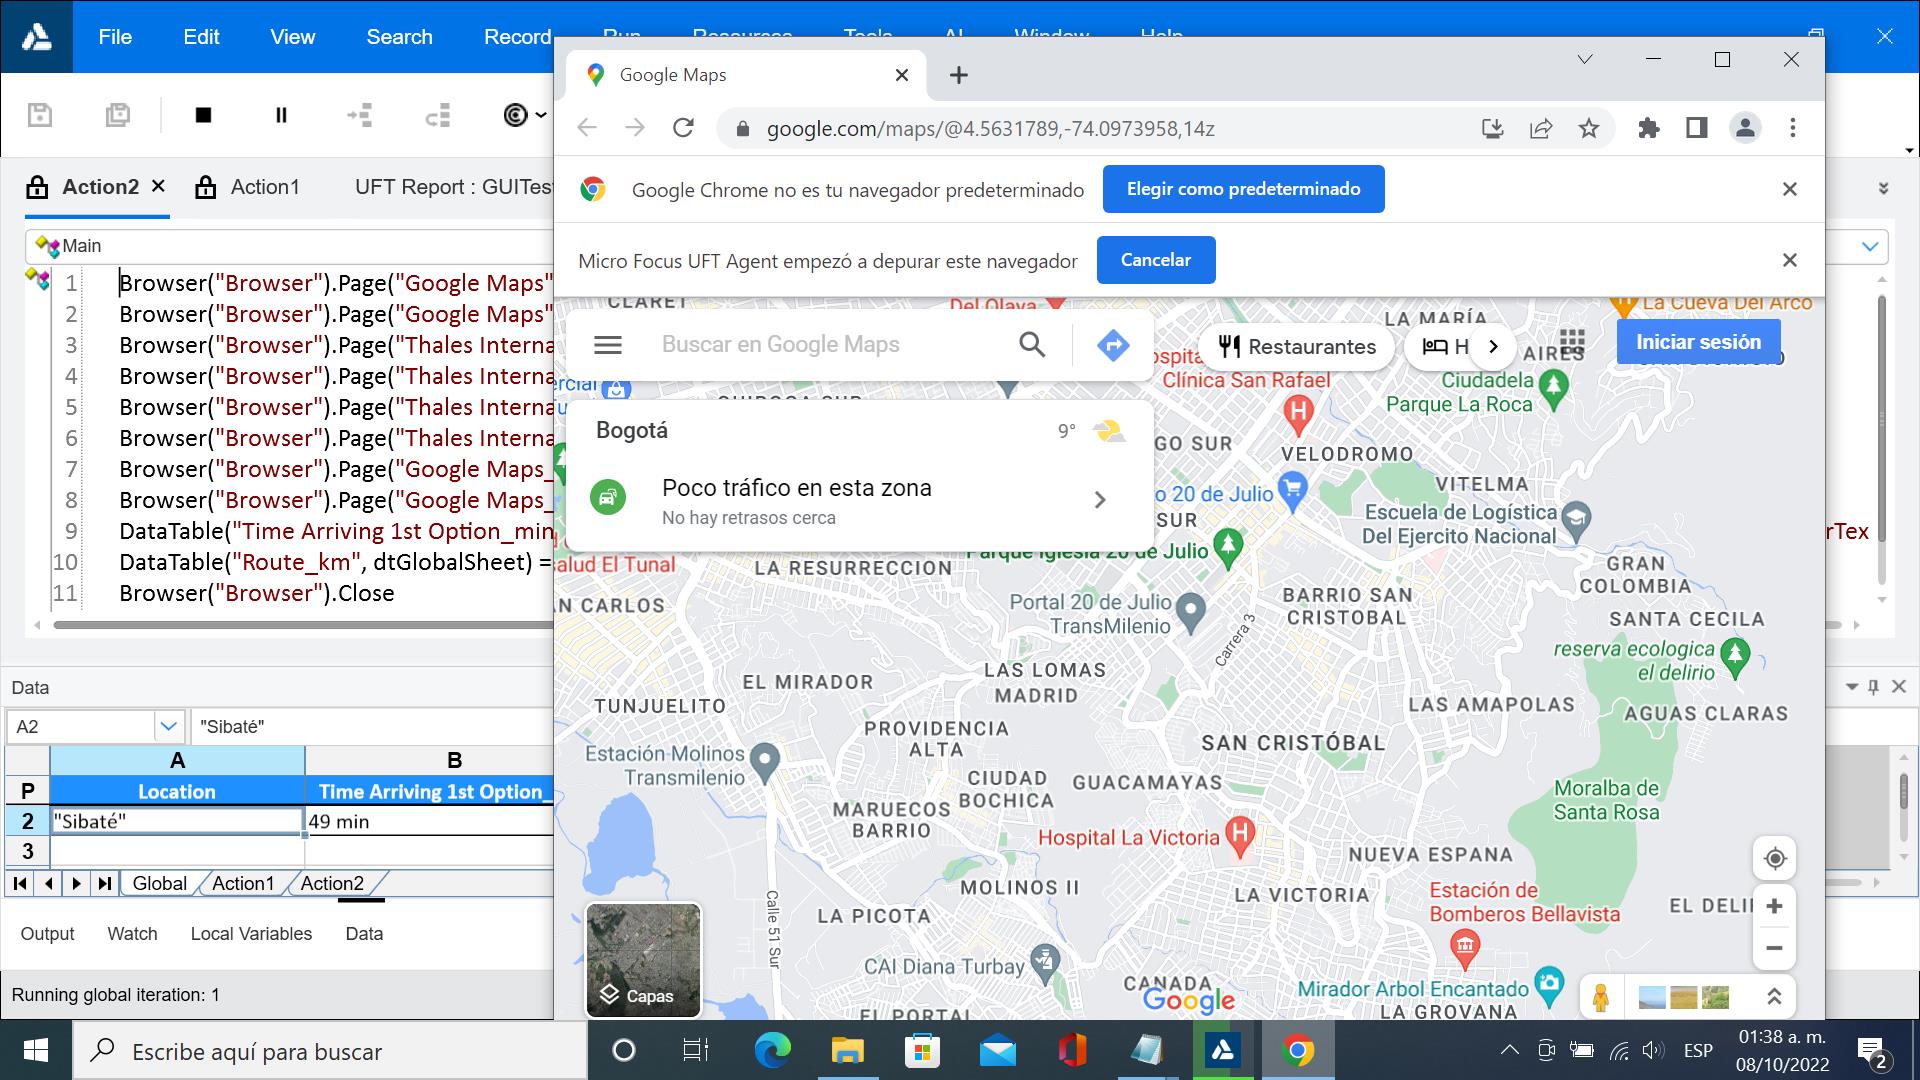 File Edit View Search Record Run Resources Tools AI Window Help
Google Maps
google.com/maps/@4.5631789,-74.0973958,14z
Google Chrome no es tu navegador predeterminado Elegir como predeterminado
Micro Focus UFT Agent empezó a depurar este navegador Cancelar
Action2 Action1 UFT Report : GUITes
Main
1 Browser("Browser").Page("Google Maps"
2 Browser("Browser").Page("Google Maps"
3 Browser("Browser").Page("Thales Interna
4 Browser("Browser").Page("Thales Interna
5 Browser("Browser").Page("Thales Interna
6 Browser("Browser").Page("Thales Interna
7 Browser("Browser").Page("Google Maps_
8 Browser("Browser").Page("Google Maps_
9 DataTable("Time Arriving 1st Option_min
rTex
10 DataTable("Route_km", dtGlobalSheet) =
11 Browser("Browser").Close
Data
A2 "Sibaté"
A B
P Location Time Arriving 1st Option_
2 "Sibaté" 49 min
3
Global Action1 Action2
Output Watch Local Variables Data
Running global iteration: 1
Buscar en Google Maps
Restaurantes
H
Iniciar sesión
Bogotá
9°
Poco tráfico en esta zona
No hay retrasos cerca
CLARET
Del Olaya
LA MARÍA
La Cueva Del Arco
AIRES
ospita
Clínica San Rafael
Ciudadela
Parque La Roca
ercial
QUIROGA SUR
GO SUR
VELODROMO
VITELMA
o 20 de Julio
SUR
Escuela de Logística
Del Ejercito Nacional
Parque Iglesia 20 de Julio
alud El Tunal
LA RESURRECCION
GRAN
COLOMBIA
AN CARLOS
Portal 20 de Julio
TransMilenio
BARRIO SAN
CRISTOBAL
SANTA CECILA
Carrera 3
reserva ecologica
el delirio
LAS LOMAS
EL MIRADOR
MADRID
TUNJUELITO
LAS AMAPOLAS
AGUAS CLARAS
PROVIDENCIA
ALTA
SAN CRISTÓBAL
Estación Molinos
Transmilenio
CIUDAD
BOCHICA
GUACAMAYAS
Moralba de
Santa Rosa
MARUECOS
BARRIO
Hospital La Victoria
H
NUEVA ESPANA
MOLINOS II
LA VICTORIA
Estación de
Bomberos Bellavista
EL DELI
LA PICOTA
Calle 51 Sur
CAI Diana Turbay
CANADA
Google
Mirador Arbol Encantado
EL PORTAL
LA GROVANA
Capas
Escribe aquí para buscar
ESP
01:38 a. m.
08/10/2022
2